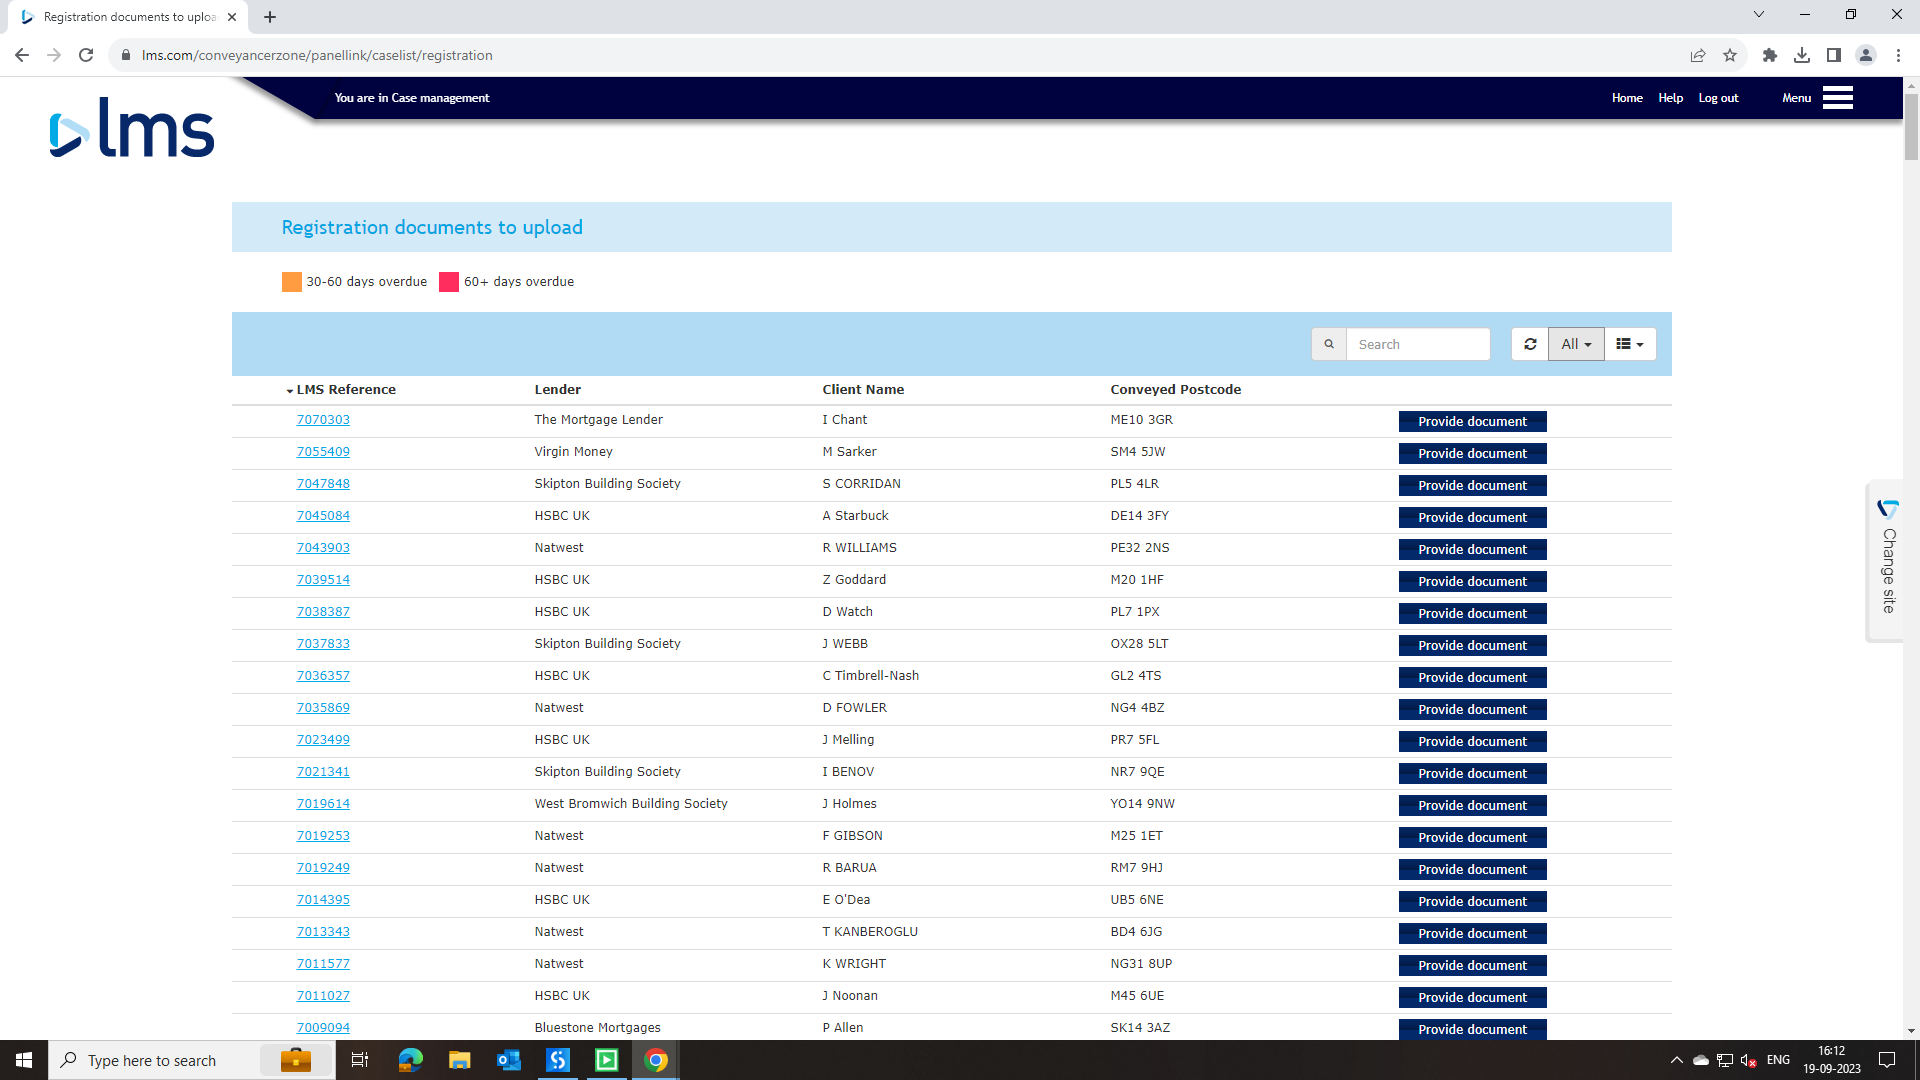 Registration documents to uploa
lms.com/conveyancerzone/panellink/caselist/registration
You are in Case management
Home Help Log out Menu
lms
Registration documents to upload
30-60 days overdue 60+ days overdue
Search All
LMS Reference Lender Client Name Conveyed Postcode
7070303 The Mortgage Lender I Chant ME10 3GR Provide document
7055409 Virgin Money M Sarker SM4 5JW Provide document
7047848 Skipton Building Society S CORRIDAN PL5 4LR Provide document
7045084 HSBC UK A Starbuck DE14 3FY Provide document
7043903 Natwest R WILLIAMS PE32 2NS Provide document
7039514 HSBC UK Z Goddard M20 1HF Provide document
7038387 HSBC UK D Watch PL7 1PX Provide document
7037833 Skipton Building Society J WEBB OX28 5LT Provide document
7036357 HSBC UK C Timbrell-Nash GL2 4TS Provide document
7035869 Natwest D FOWLER NG4 4BZ Provide document
7023499 HSBC UK J Melling PR7 5FL Provide document
7021341 Skipton Building Society I BENOV NR7 9QE Provide document
7019614 West Bromwich Building Society J Holmes YO14 9NW Provide document
7019253 Natwest F GIBSON M25 1ET Provide document
7019249 Natwest R BARUA RM7 9HJ Provide document
7014395 HSBC UK E O'Dea UB5 6NE Provide document
7013343 Natwest T KANBEROGLU BD4 6JG Provide document
7011577 Natwest K WRIGHT NG31 8UP Provide document
7011027 HSBC UK J Noonan M45 6UE Provide document
7009094 Bluestone Mortgages P Allen SK14 3AZ Provide document
Change site
Type here to search
ENG
16:12
19-09-2023